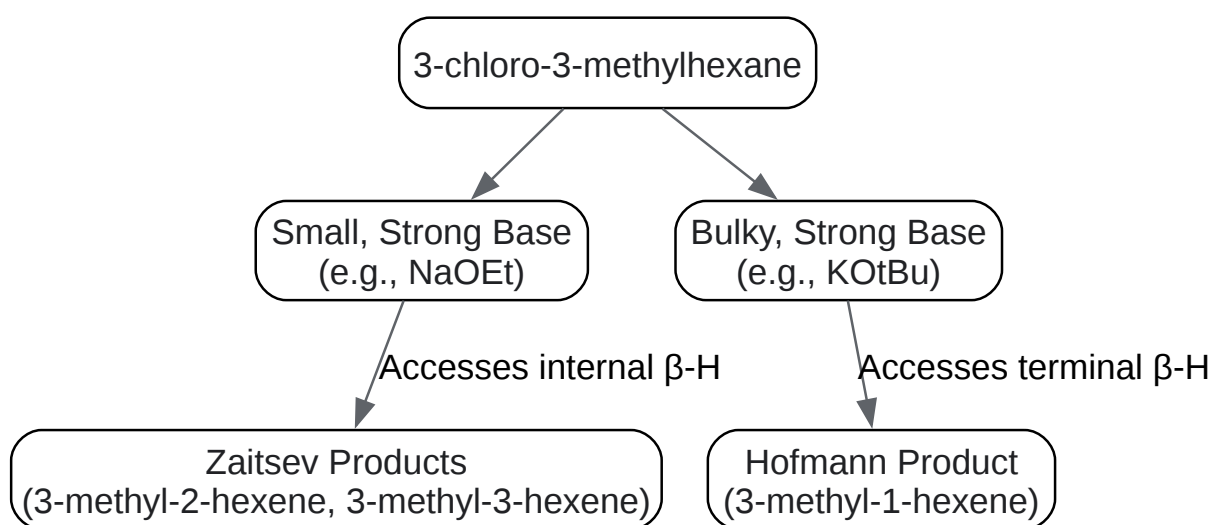 3-chloro-3-methylhexane
Small, Strong Base
(e.g., NaOEt)
Bulky, Strong Base
(e.g., KOtBu)
Accesses internal β-H
Accesses terminal β-H
Zaitsev Products
(3-methyl-2-hexene, 3-methyl-3-hexene)
Hofmann Product
(3-methyl-1-hexene)